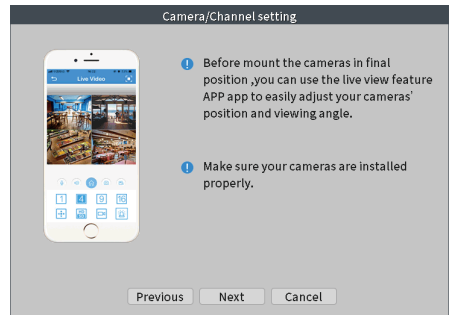 Camera/Channel setting
Live Video
Before mount the cameras in final
position ,you can use the live view feature
APP app to easily adjust your cameras'
position and viewing angle.
Make sure your cameras are installed
properly.
1 4 9 16
Previous Next Cancel